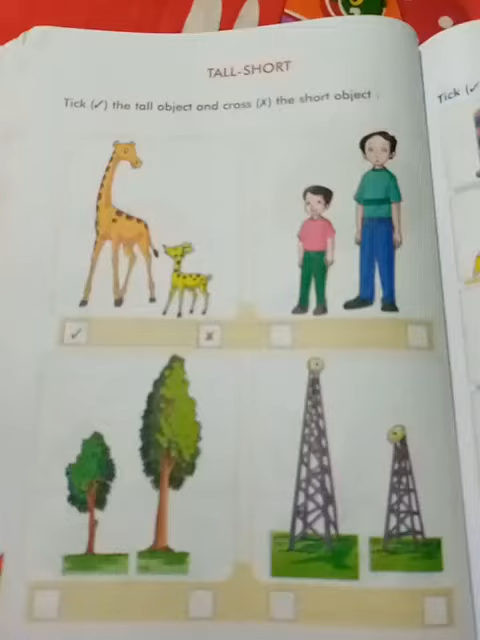 TALL-SHORT
Tick (✓) the tall object and cross (✗) the short object .
Tick (✓
✓
✗